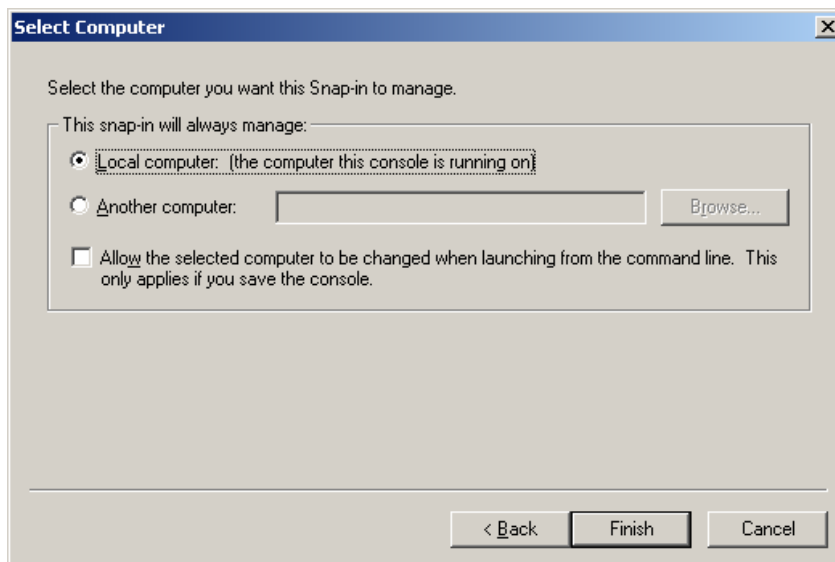 Select Computer
Select the computer you want this Snap-in to manage.
This snap-in will always manage:
Local computer: (the computer this console is running on)
Another computer:
Browse...
Allow the selected computer to be changed when launching from the command line. This
only applies if you save the console.
< Back
Finish
Cancel